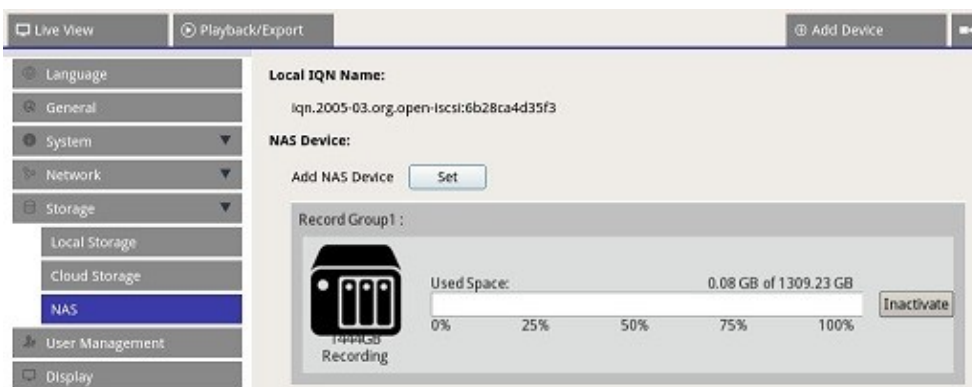 Live View
Playback/Export
Add Device
Language
General
System
Network
Storage
Local Storage
Cloud Storage
NAS
User Management
Display
Local IQN Name:
iqn.2005-03.org.open-iscsi:6b28ca4d35f3
NAS Device:
Add NAS Device Set
Record Group1 :
1444GB
Recording
Used Space: 0.08 GB of 1309.23 GB
0% 25% 50% 75% 100%
Inactivate